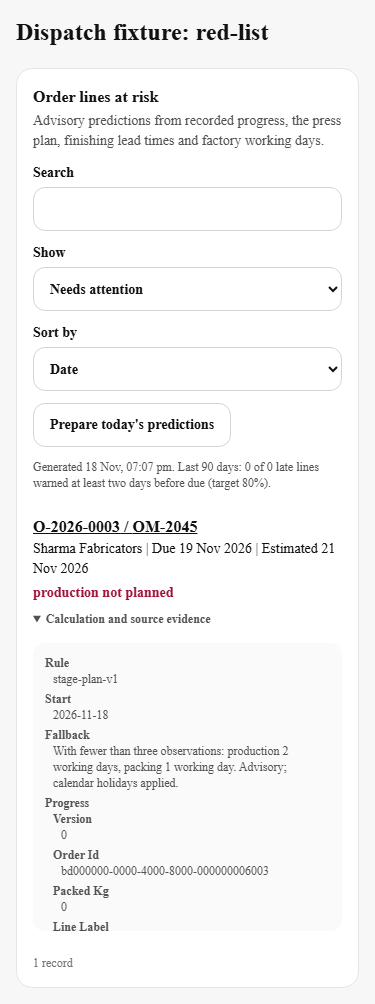 Dispatch fixture: red-list
Order lines at risk
Advisory predictions from recorded progress, the press
plan, finishing lead times and factory working days.
Search
Show
Needs attention
Sort by
Date
Prepare today's predictions
Generated 18 Nov, 07:07 pm. Last 90 days: 0 of 0 late lines
warned at least two days before due (target 80%).
O-2026-0003 / OM-2045
Sharma Fabricators | Due 19 Nov 2026 | Estimated 21
Nov 2026
production not planned
▼ Calculation and source evidence
Rule
stage-plan-v1
Start
2026-11-18
Fallback
With fewer than three observations: production 2
working days, packing 1 working day. Advisory;
calendar holidays applied.
Progress
Version
0
Order Id
bd000000-0000-4000-8000-000000006003
Packed Kg
0
Line Label
1 record